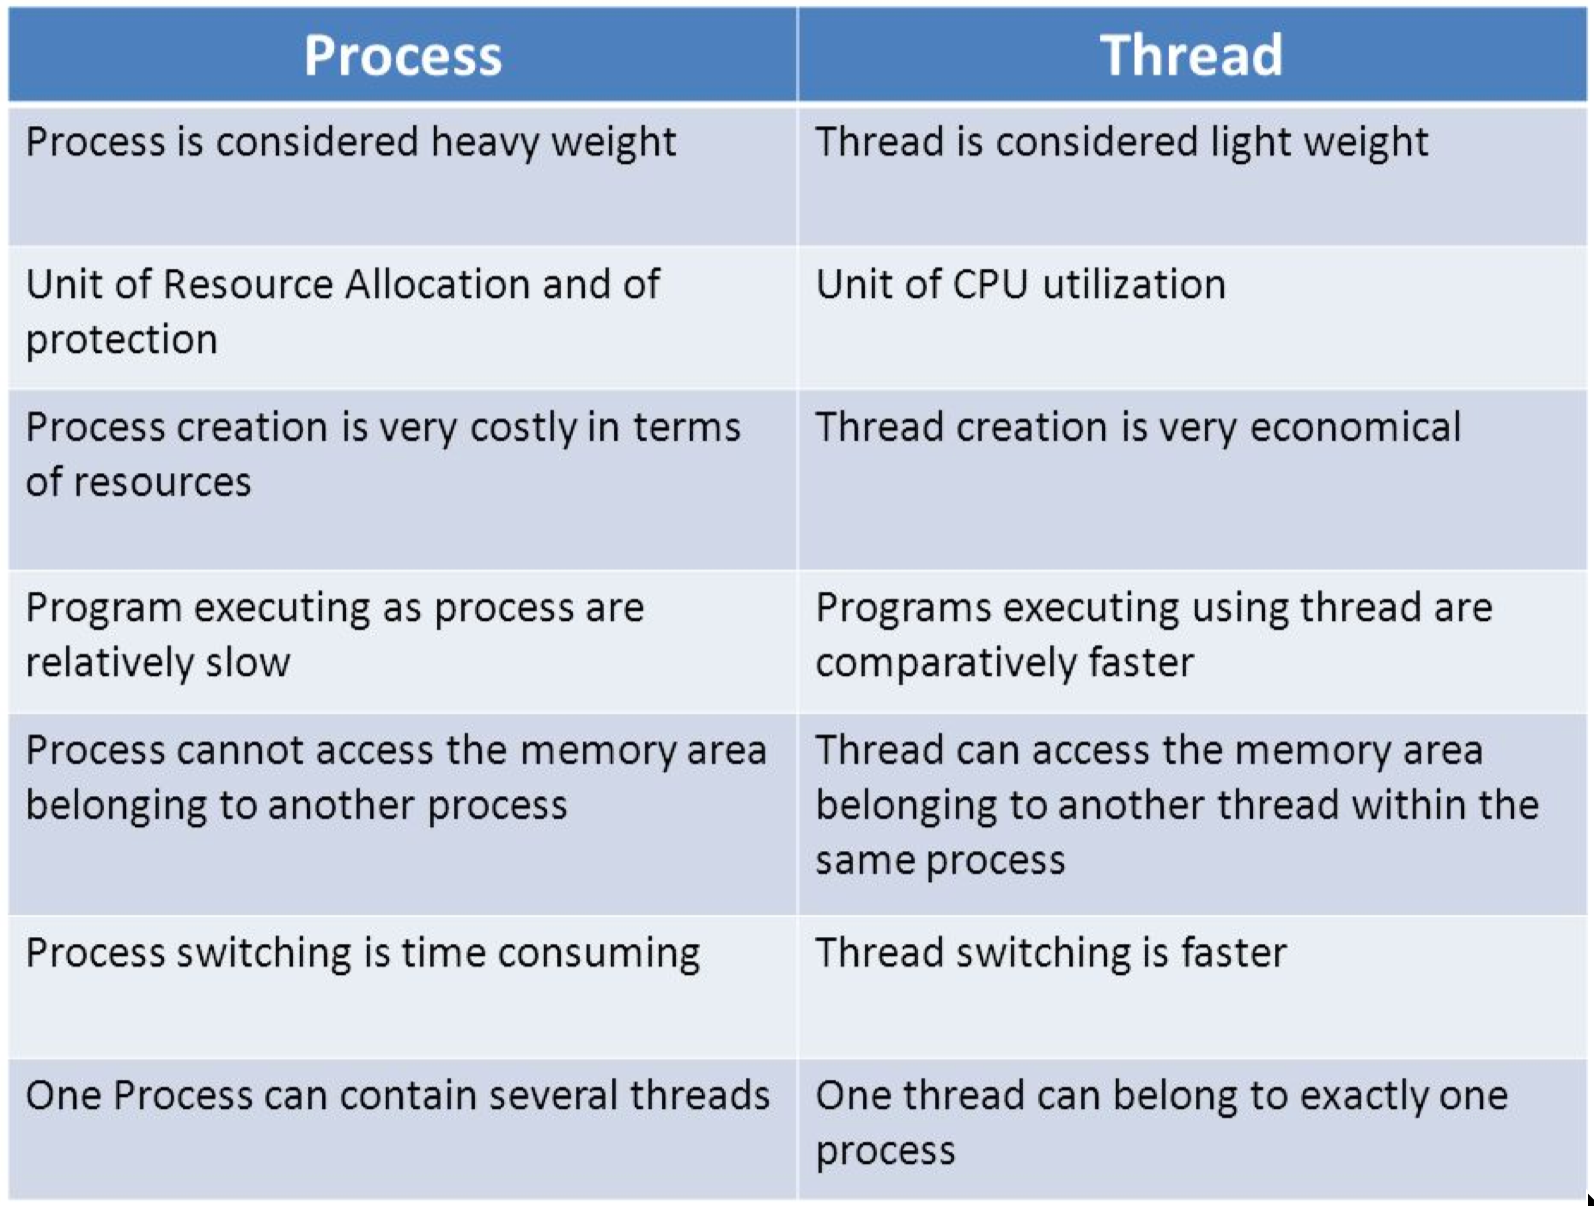 Process
Thread
Process is considered heavy weight
Thread is considered light weight
Unit of Resource Allocation and of
protection
Unit of CPU utilization
Process creation is very costly in terms
of resources
Thread creation is very economical
Program executing as process are
relatively slow
Programs executing using thread are
comparatively faster
Process cannot access the memory area
belonging to another process
Thread can access the memory area
belonging to another thread within the
same process
Process switching is time consuming
Thread switching is faster
One Process can contain several threads
One thread can belong to exactly one
process